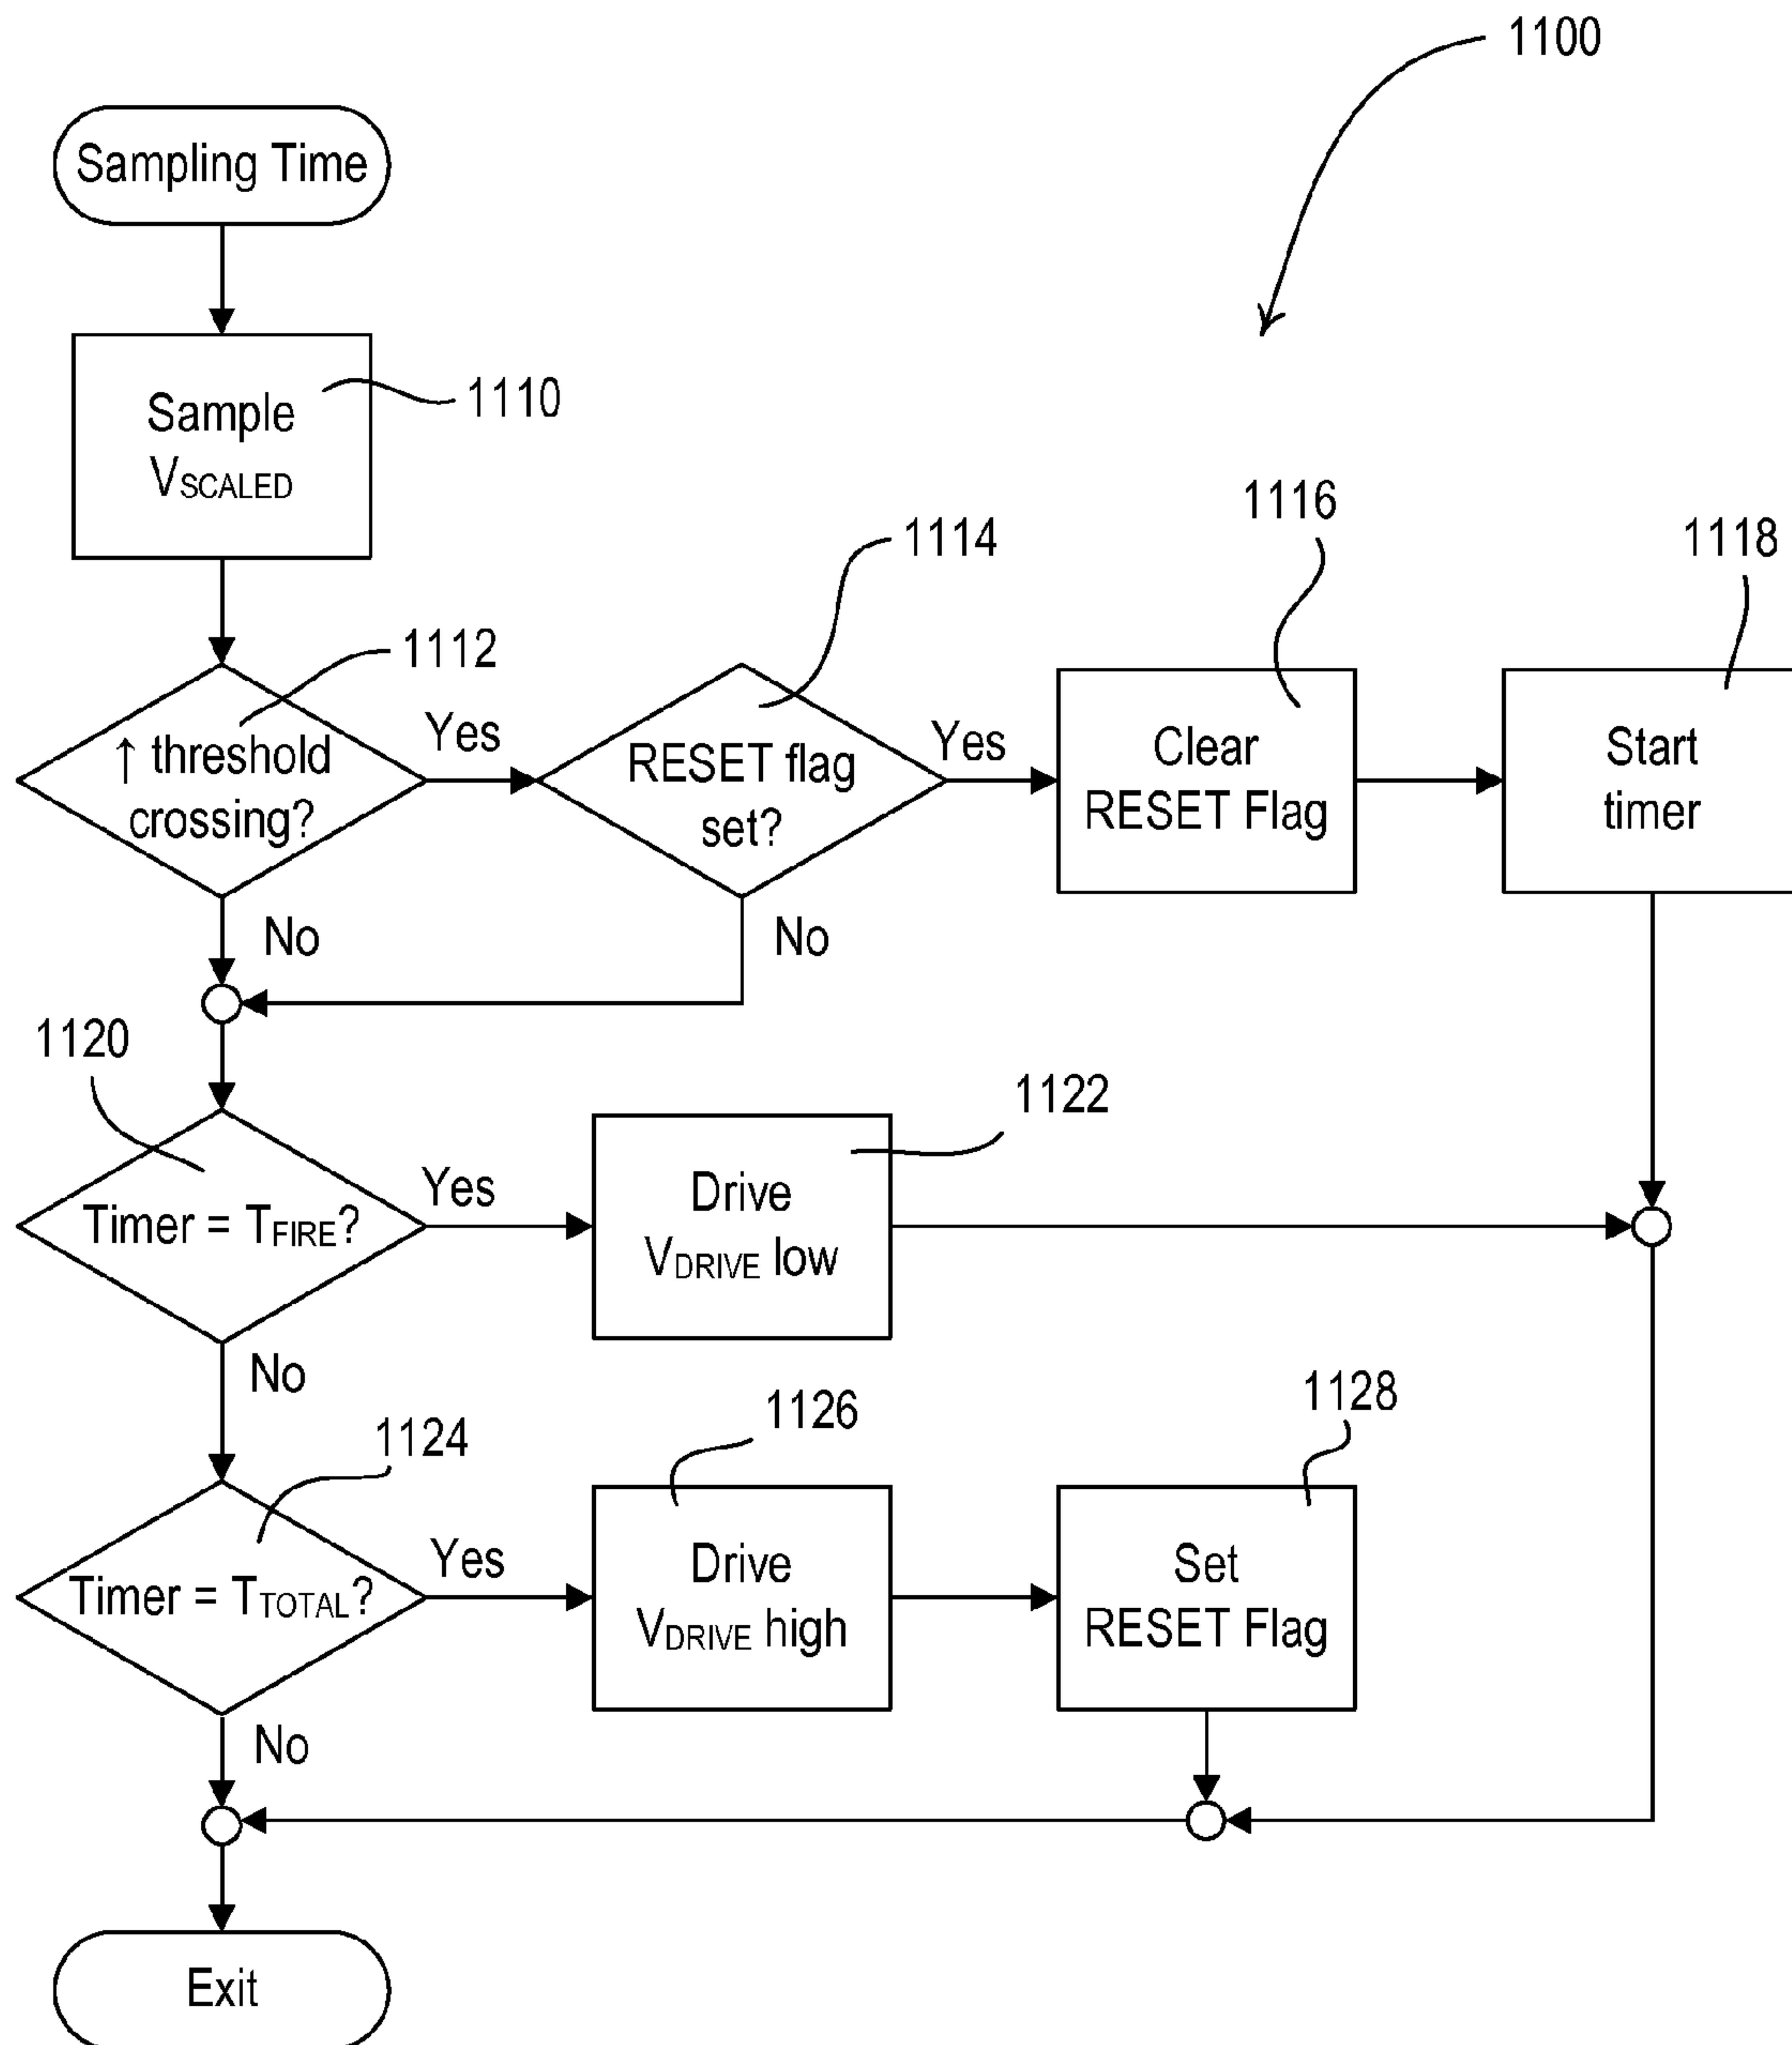 1100
Sampling Time
Sample
VSCALED
1110
1112
↑ threshold
crossing?
Yes
No
1114
RESET flag
set?
Yes
No
1116
Clear
RESET Flag
1118
Start
timer
1120
Timer = TFIRE?
Yes
No
1122
Drive
VDRIVE low
1124
Timer = TTOTAL?
Yes
No
1126
Drive
VDRIVE high
1128
Set
RESET Flag
Exit